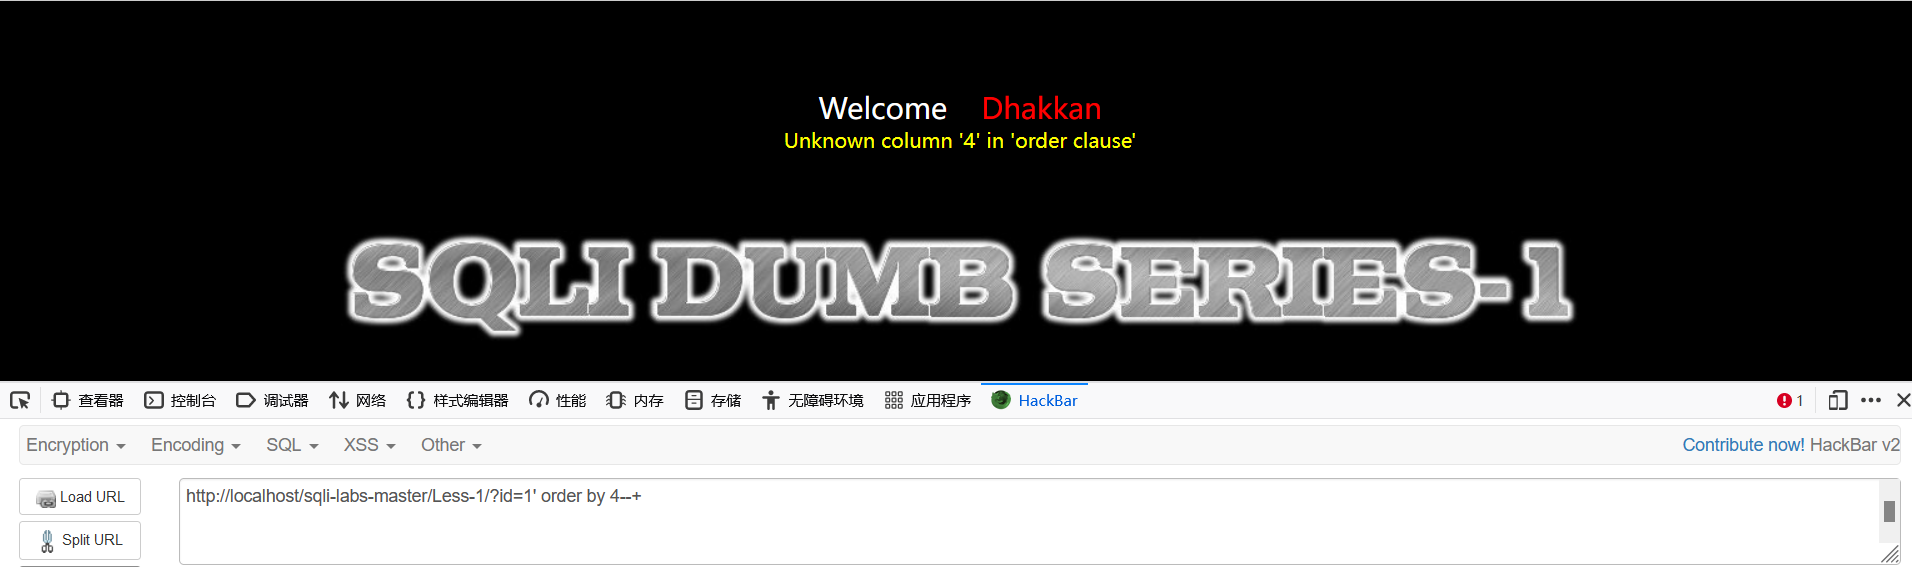 Welcome Dhakkan
Unknown column '4' in 'order clause'
SQLI DUMB SERIES-1
查看器 控制台 调试器 网络 样式编辑器 性能 内存 存储 无障碍环境 应用程序 HackBar 1
Encryption Encoding SQL XSS Other Contribute now! HackBar v2
Load URL http://localhost/sqli-labs-master/Less-1/?id=1' order by 4--+
Split URL